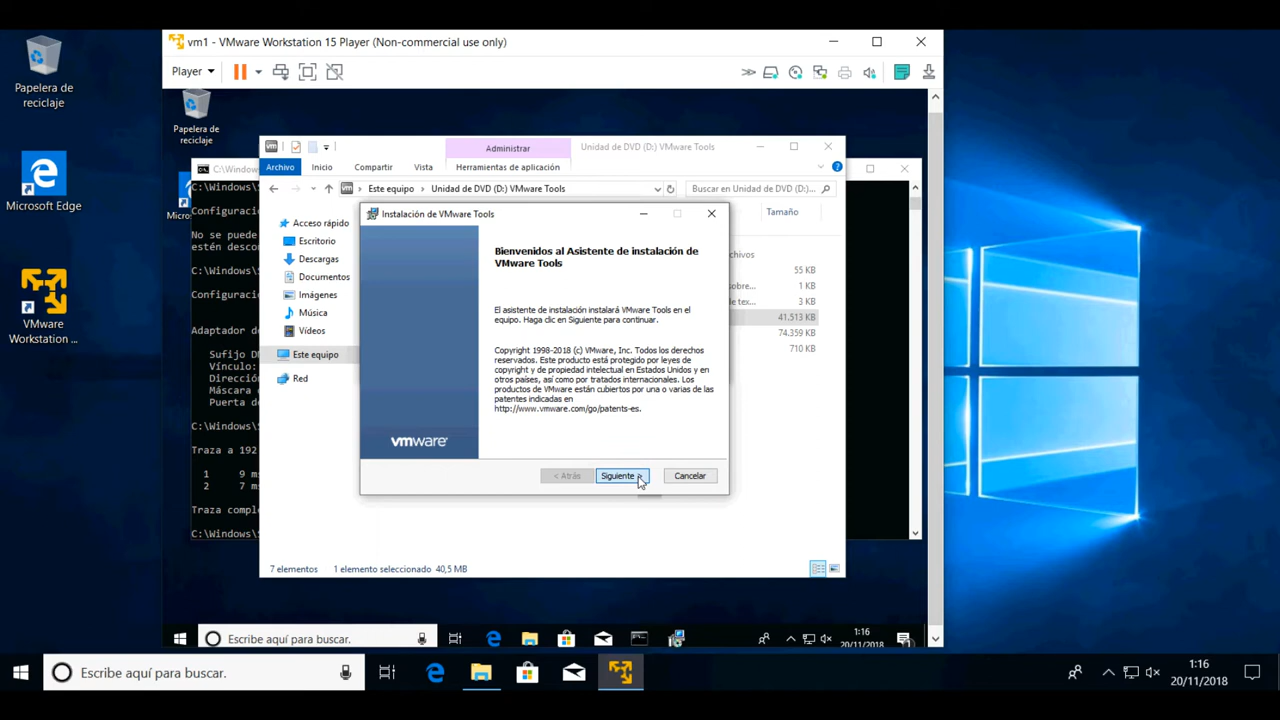 Papelera de
reciclaje
Microsoft Edge
VMware
Workstation ...
vm1 - VMware Workstation 15 Player (Non-commercial use only)
Player
Papelera de
reciclaje
Administrar
Unidad de DVD (D:) VMware Tools
Archivo
Inicio
Compartir
Vista
Herramientas de aplicación
Este equipo > Unidad de DVD (D:) VMware Tools
Buscar en Unidad de DVD (D:)...
Acceso rápido
Escritorio
Descargas
Documentos
Imágenes
Música
Vídeos
Este equipo
Red
Tamaño
55 KB
1 KB
3 KB
41.513 KB
74.359 KB
710 KB
7 elementos
1 elemento seleccionado 40,5 MB
C:\Windows\
Configuraci
No se puede
estén desco
C:\Windows\
Configuraci
Adaptador d
Sufijo D
Vínculo:
Direcció
Máscara
Puerta d
C:\Windows\
Traza a 192
1 9 m
2 7 m
Traza compl
C:\Windows\
Instalación de VMware Tools
Bienvenidos al Asistente de instalación de
VMware Tools
El asistente de instalación instalará VMware Tools en el
equipo. Haga clic en Siguiente para continuar.
Copyright 1998-2018 (c) VMware, Inc. Todos los derechos
reservados. Este producto está protegido por leyes de
copyright y de propiedad intelectual en Estados Unidos y en
otros países, así como por tratados internacionales. Los
productos de VMware están cubiertos por una o varias de las
patentes indicadas en
http://www.vmware.com/go/patents-es.
vmware
< Atrás
Siguiente >
Cancelar
Escribe aquí para buscar.
1:16
20/11/2018
Escribe aquí para buscar.
1:16
20/11/2018